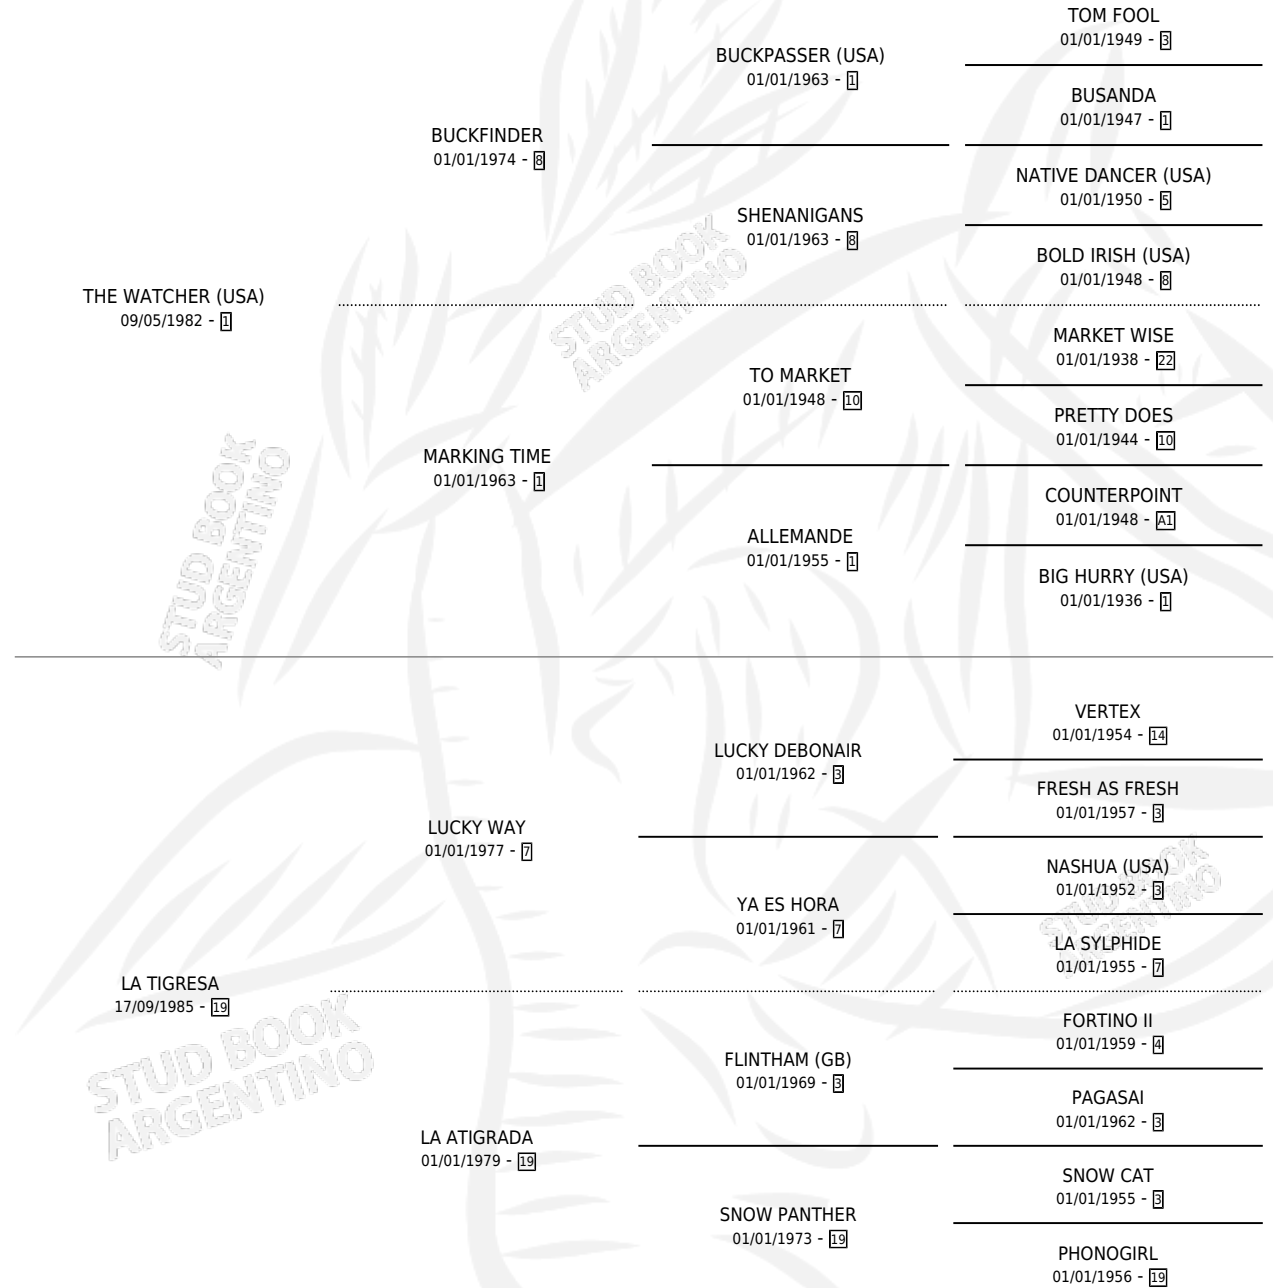 TOM FOOL
01/01/1949 - 3
BUCKPASSER (USA)
01/01/1963 - 1
BUSANDA
01/01/1947 - 1
BUCKFINDER
01/01/1974 - 8
NATIVE DANCER (USA)
01/01/1950 - 5
SHENANIGANS
01/01/1963 - 8
BOLD IRISH (USA)
01/01/1948 - 8
THE WATCHER (USA)
09/05/1982 - 1
STUD BOOK
ARGENTINO
MARKET WISE
01/01/1938 - 22
TO MARKET
01/01/1948 - 10
PRETTY DOES
01/01/1944 - 10
MARKING TIME
01/01/1963 - 1
COUNTERPOINT
01/01/1948 - A1
ALLEMANDE
01/01/1955 - 1
BIG HURRY (USA)
01/01/1936 - 1
STUD BOOK
ARGENTINO
VERTEX
01/01/1954 - 14
LUCKY DEBONAIR
01/01/1962 - 3
FRESH AS FRESH
01/01/1957 - 3
LUCKY WAY
01/01/1977 - 7
NASHUA (USA)
01/01/1952 - 3
YA ES HORA
01/01/1961 - 7
LA SYLPHIDE
01/01/1955 - 7
STUD BOOK
ARGENTINO
LA TIGRESA
17/09/1985 - 19
FORTINO II
01/01/1959 - 4
FLINTHAM (GB)
01/01/1969 - 3
PAGASAI
01/01/1962 - 3
STUD BOOK
ARGENTINO
LA ATIGRADA
01/01/1979 - 19
SNOW CAT
01/01/1955 - 3
SNOW PANTHER
01/01/1973 - 19
PHONOGIRL
01/01/1956 - 19